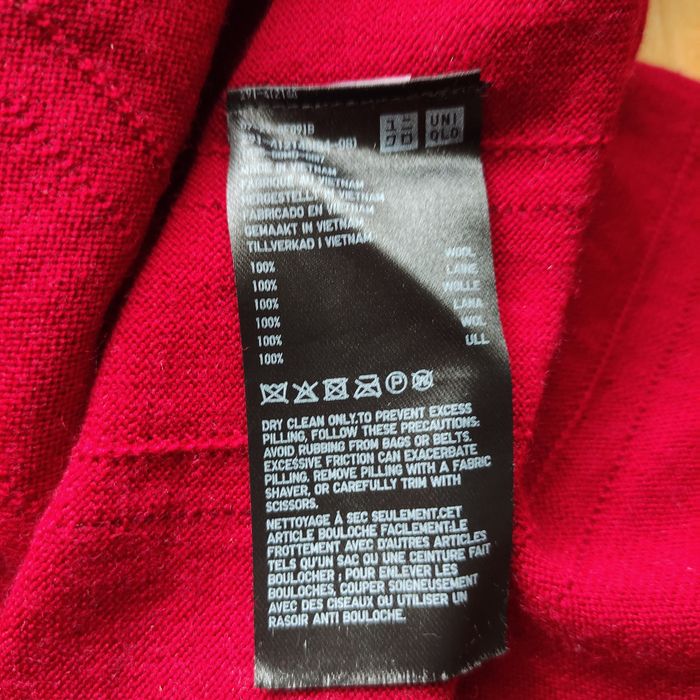 291-412166
ユニ
クロ
UNI
QLO
MADE IN VIETNAM
FABRIQUÉ AU VIETNAM
HERGESTELLT IN VIETNAM
FABRICADO EN VIETNAM
GEMAAKT IN VIETNAM
TILLVERKAD I VIETNAM
100% WOOL
100% LAINE
100% WOLLE
100% LANA
100% WOL
100% ULL
P
W
DRY CLEAN ONLY.TO PREVENT EXCESS
PILLING, FOLLOW THESE PRECAUTIONS:
AVOID RUBBING FROM BAGS OR BELTS.
EXCESSIVE FRICTION CAN EXACERBATE
PILLING. REMOVE PILLING WITH A FABRIC
SHAVER, OR CAREFULLY TRIM WITH
SCISSORS.
NETTOYAGE À SEC SEULEMENT.CET
ARTICLE BOULOCHE FACILEMENT:LE
FROTTEMENT AVEC D'AUTRES ARTICLES
TELS QU'UN SAC OU UNE CEINTURE FAIT
BOULOCHER ; POUR ENLEVER LES
BOULOCHES, COUPER SOIGNEUSEMENT
AVEC DES CISEAUX OU UTILISER UN
RASOIR ANTI BOULOCHE.